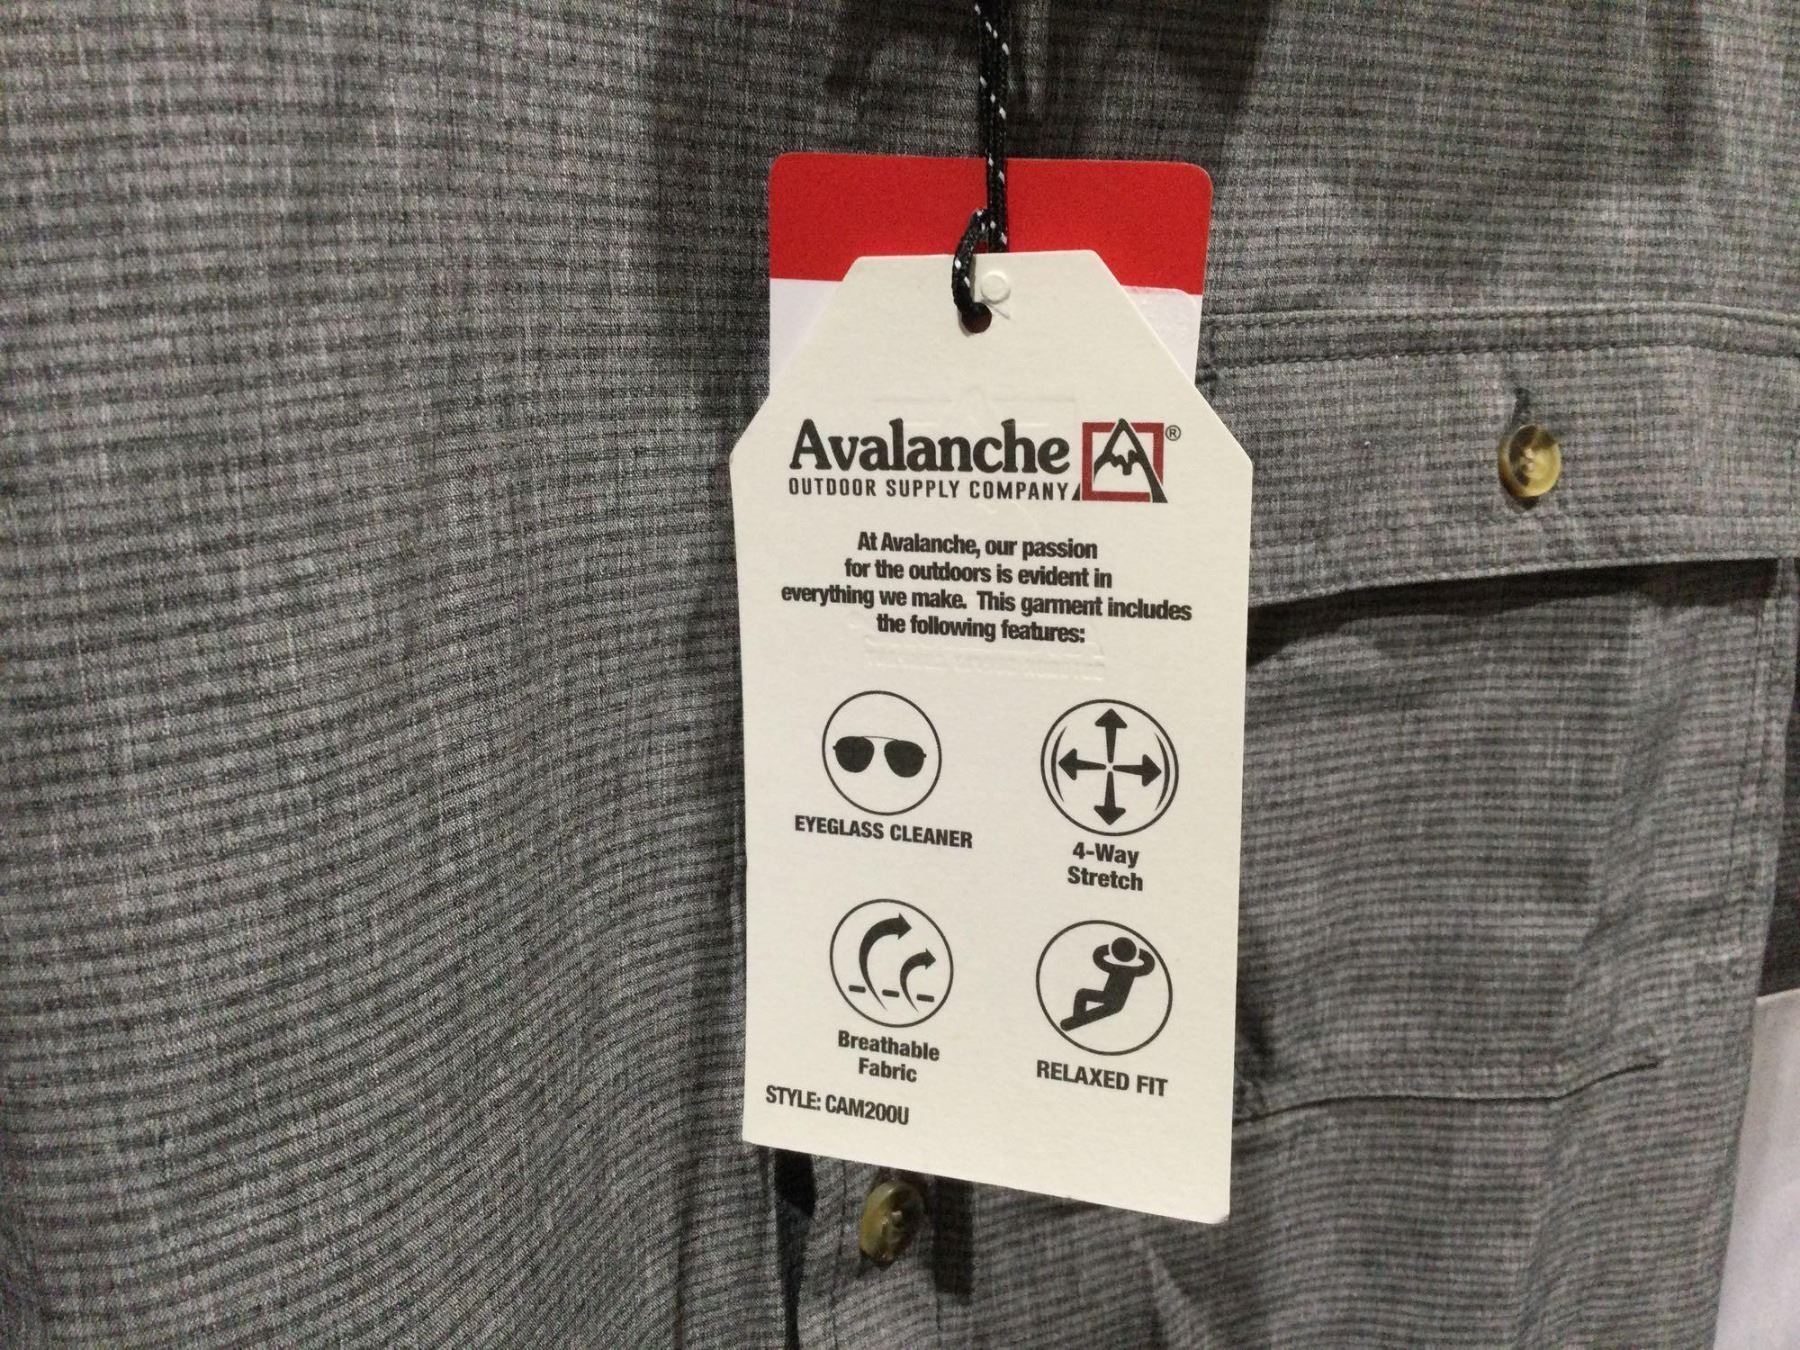 Avalanche ®
OUTDOOR SUPPLY COMPANY
At Avalanche, our passion
for the outdoors is evident in
everything we make. This garment includes
the following features:
EYEGLASS CLEANER
4-Way
Stretch
Breathable
Fabric
RELAXED FIT
STYLE: CAM200U